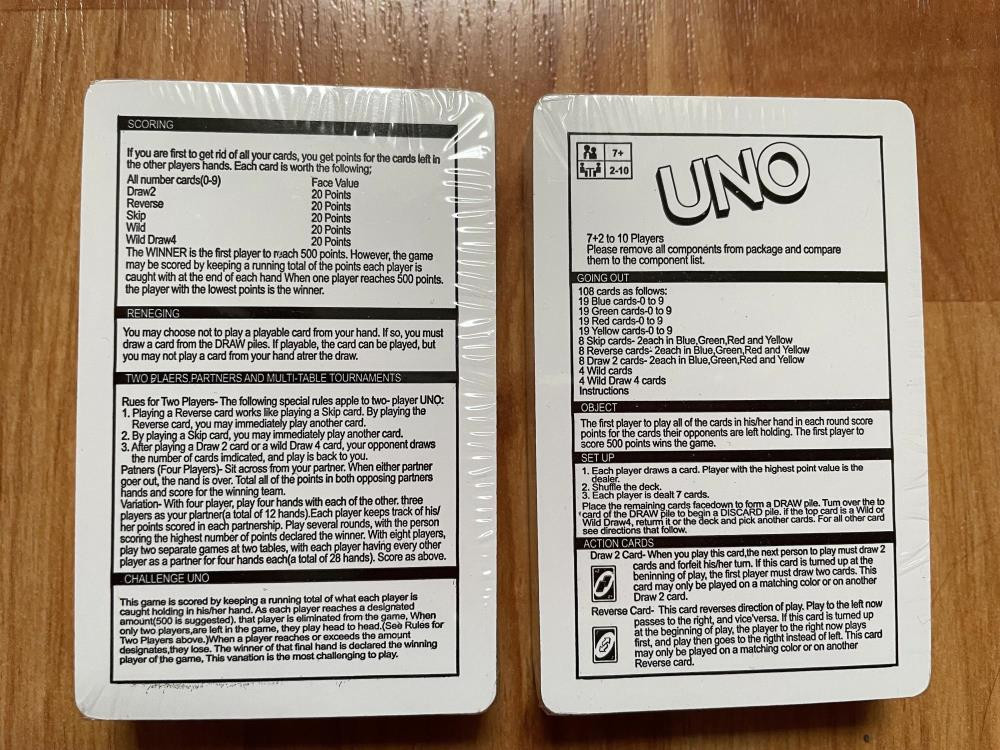 SCORING
If you are first to get rid of all your cards, you get points for the cards left in
the other players hands. Each card is worth the following;
All number cards(0-9) Face Value
Draw2 20 Points
Reverse 20 Points
Skip 20 Points
Wild 20 Points
Wild Draw4 20 Points
The WINNER is the first player to reach 500 points. However, the game
may be scored by keeping a running total of the points each player is
caught with at the end of each hand When one player reaches 500 points.
the player with the lowest points is the winner.
RENEGING
You may choose not to play a playable card from your hand. If so, you must
draw a card from the DRAW piles. If playable, the card can be played, but
you may not play a card from your hand atrer the draw.
TWO PLAERS,PARTNERS AND MULTI-TABLE TOURNAMENTS
Rues for Two Players- The following special rules apple to two- player UNO:
1. Playing a Reverse card works like playing a Skip card. By playing the
Reverse card, you may immediately play another card.
2. By playing a Skip card, you may immediately play another card.
3. After playing a Draw 2 card or a wild Draw 4 card, your opponent draws
the number of cards imdicated, and play is back to you.
Patners (Four Players)- Sit across from your partner. When either partner
goer out, the nand is over. Total all of the points in both opposing partners
hands and score for the winning team.
Variation- With four player, play four hands with each of the other. three
players as your plartner(a total of 12 hands).Each player keeps track of his/
her points scored in each partnership. Play several rounds, with the person
scoring the highest number of points declared the winner. With eight players,
play two separate games at two tables, with each player having every other
player as a partner for four hands each(a total of 28 hands). Score as above.
CHALLENGE UNO
This game is scored by keeping a running total of what each player is
caught holding in his/her hand. As each player reaches a designated
amount(500 is suggested). that player is eliminated from the game, When
only two players,are left in the game, they play head to head.(See Rules for
Two Players above.)When a player reaches or exceeds the amount
designates,they lose. The winner of that final hand is declared the winning
player of the game, This vanation is the most challenging to play.
7+
2-10
UNO
7+2 to 10 Players
Please remove all components from package and compare
them to the component list.
GOING OUT
108 cards as follows:
19 Blue cards-0 to 9
19 Green cards-0 to 9
19 Red cards-0 to 9
19 Yellow cards-0 to 9
8 Skip cards- 2each in Blue,Green,Red and Yellow
8 Reverse cards- 2each in Blue,Green,Red and Yellow
8 Draw 2 cards- 2each in Blue,Green,Red and Yellow
4 Wild cards
4 Wild Draw 4 cards
Instructions
OBJECT
The first player to play all of the cards in his/her hand in each round score
points for the cards their opponents are left holding. The first player to
score 500 points wins the game.
SET UP
1. Each player draws a card. Player with the highest point value is the
dealer.
2. Shuffle the deck.
3. Each player is dealt 7 cards.
Place the remaining cards facedown to form a DRAW pile. Turn over the to
card of the DRAW pile to begin a DISCARD pile. if the top card is a Wild or
Wild Draw4, returm it or the deck and pick another cards. For all other card
see directions that follow.
ACTION CARDS
Draw 2 Card- When you play this card,the next person to play must draw 2
cards and forfeit his/her turn. If this card is turned up at the
beninning of play, the first player must draw two cards. This
card may only be played on a matching color or on another
Draw 2 card.
Reverse Card- This card reverses direction of play. Play to the left now
passes to the right, and vice'versa. If this card is turned up
at the beginning of play, the player to the right now plays
first, and play then goes to the rigtht instead of left. This card
may only be played on a matching color or on another
Reverse card.